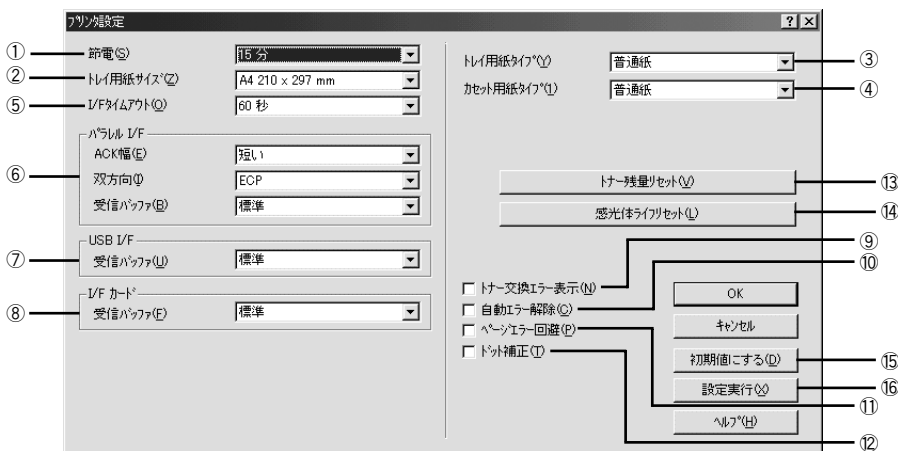 プリンタ設定
① 節電(S) 15 分
② トレイ用紙サイズ(Z) A4 210 x 297 mm
⑤ I/Fタイムアウト(O) 60 秒
パラレル I/F
⑥ ACK幅(E) 短い
双方向(I) ECP
受信バッファ(B) 標準
USB I/F
⑦ 受信バッファ(U) 標準
I/F カード
⑧ 受信バッファ(F) 標準
トレイ用紙タイプ(Y) 普通紙 ③
カセット用紙タイプ(1) 普通紙 ④
トナー残量リセット(V) ⑬
感光体ライフリセット(L) ⑭
トナー交換エラー表示(N) ⑨
自動エラー解除(C) ⑩
ページエラー回避(P) ⑪
ドット補正(T) ⑫
OK
キャンセル
初期値にする(D) ⑮
設定実行(X) ⑯
ヘルプ(H)